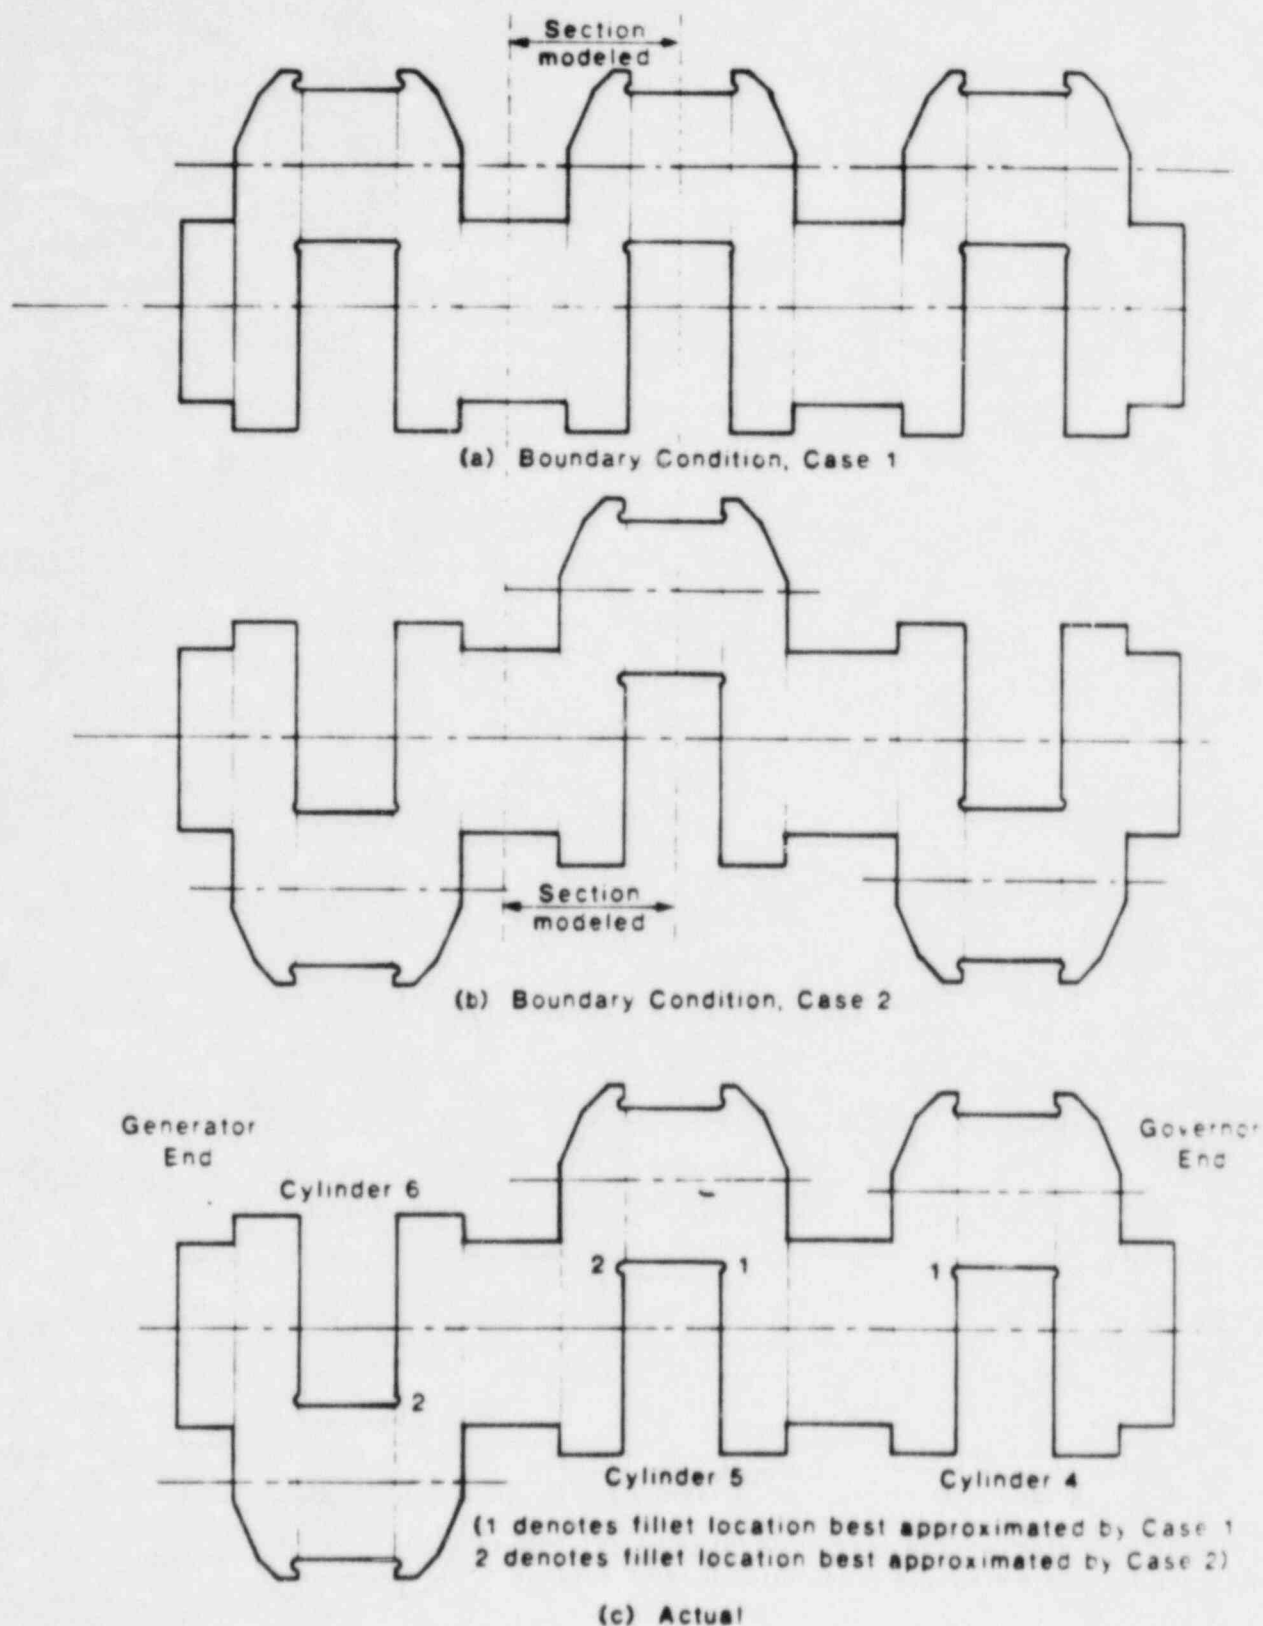 Section
modeled
(a) Boundary Condition, Case 1
Section
modeled
(b) Boundary Condition, Case 2
Generator
End
Governor
End
Cylinder 6
2
2
1
1
Cylinder 5
Cylinder 4
(1 denotes fillet location best approximated by Case 1
2 denotes fillet location best approximated by Case 2)
(c) Actual